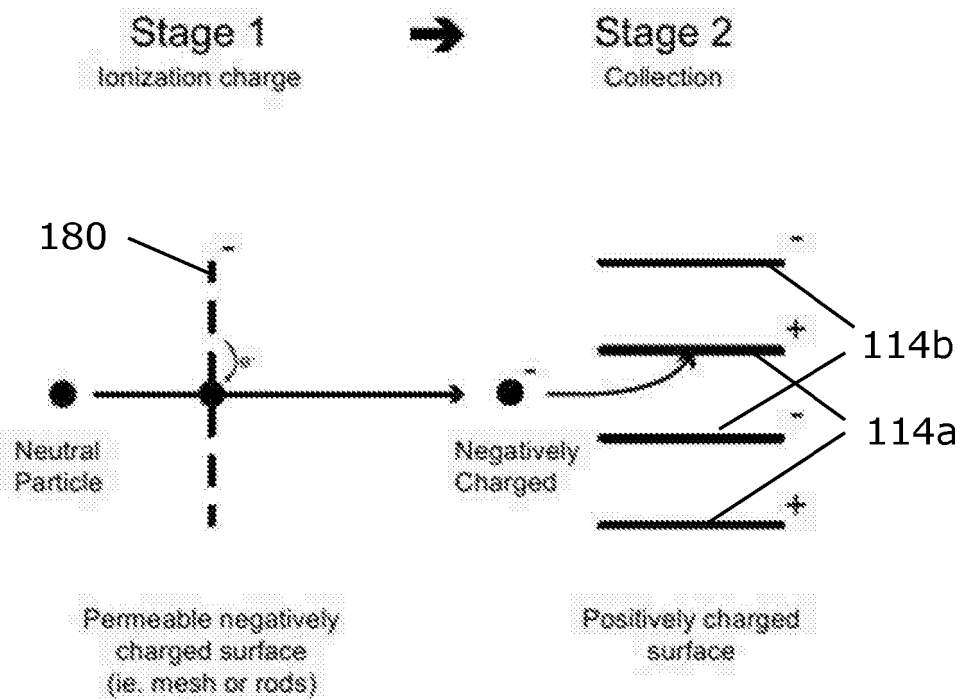 Stage 1 → Stage 2
Ionization charge
Collection
180
-
-
+
114b
e-
-
Neutral
Particle
Negatively
Charged
-
114a
+
Permeable negatively
charged surface
(ie. mesh or rods)
Positively charged
surface